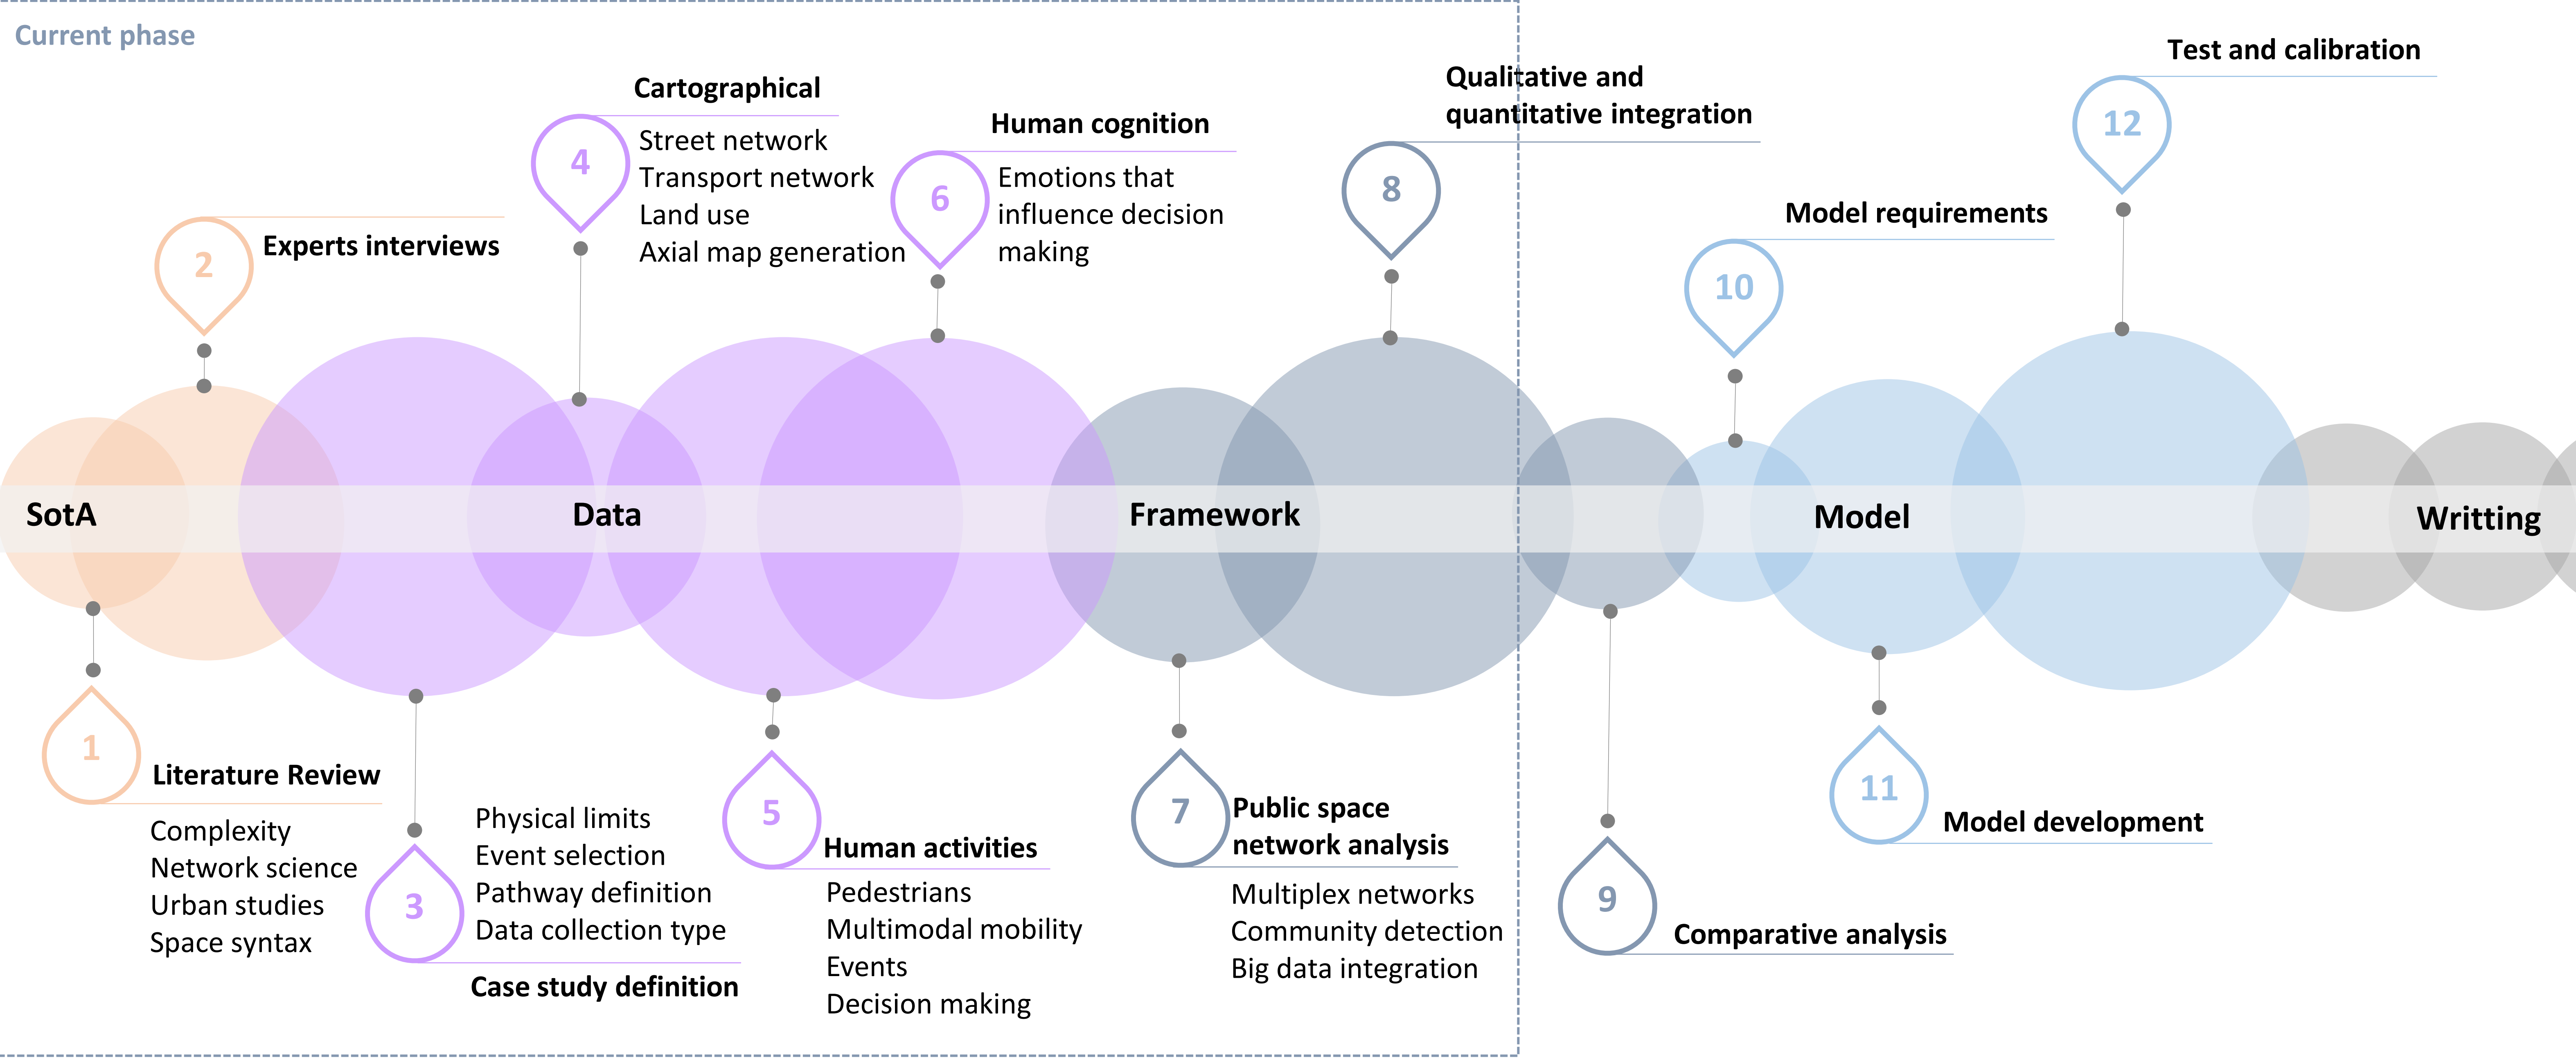 Current phase
SotA
Data
Framework
Model
Writting
1
Literature Review
Complexity
Network science
Urban studies
Space syntax
2
Experts interviews
3
Physical limits
Event selection
Pathway definition
Data collection type
Case study definition
4
Cartographical
Street network
Transport network
Land use
Axial map generation
5
Human activities
Pedestrians
Multimodal mobility
Events
Decision making
6
Human cognition
Emotions that
influence decision
making
7
Public space
network analysis
Multiplex networks
Community detection
Big data integration
8
Qualitative and
quantitative integration
9
Comparative analysis
10
Model requirements
11
Model development
12
Test and calibration